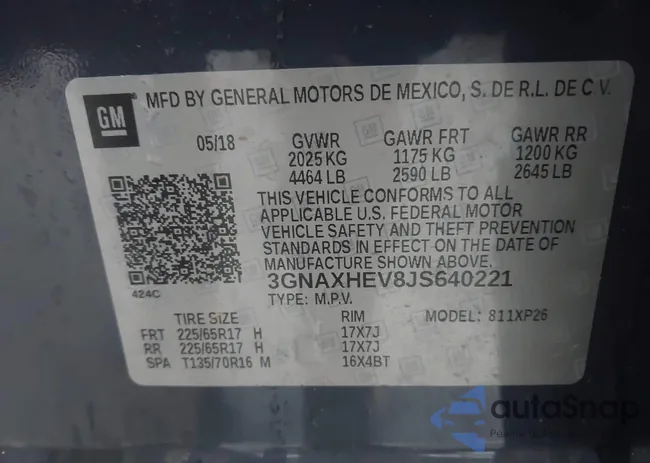 GM
MFD BY GENERAL MOTORS DE MEXICO, S. DE R.L. DE C V.
05/18 GVWR GAWR FRT GAWR RR
2025 KG 1175 KG 1200 KG
4464 LB 2590 LB 2645 LB
THIS VEHICLE CONFORMS TO ALL
APPLICABLE U.S. FEDERAL MOTOR
VEHICLE SAFETY AND THEFT PREVENTION
STANDARDS IN EFFECT ON THE DATE OF
MANUFACTURE SHOWN ABOVE.
424C
3GNAXHEV8JS640221
TYPE: M.P.V.
TIRE SIZE RIM MODEL: 811XP26
FRT 225/65R17 H 17X7J
RR 225/65R17 H 17X7J
SPA T135/70R16 M 16X4BT
autoSnap